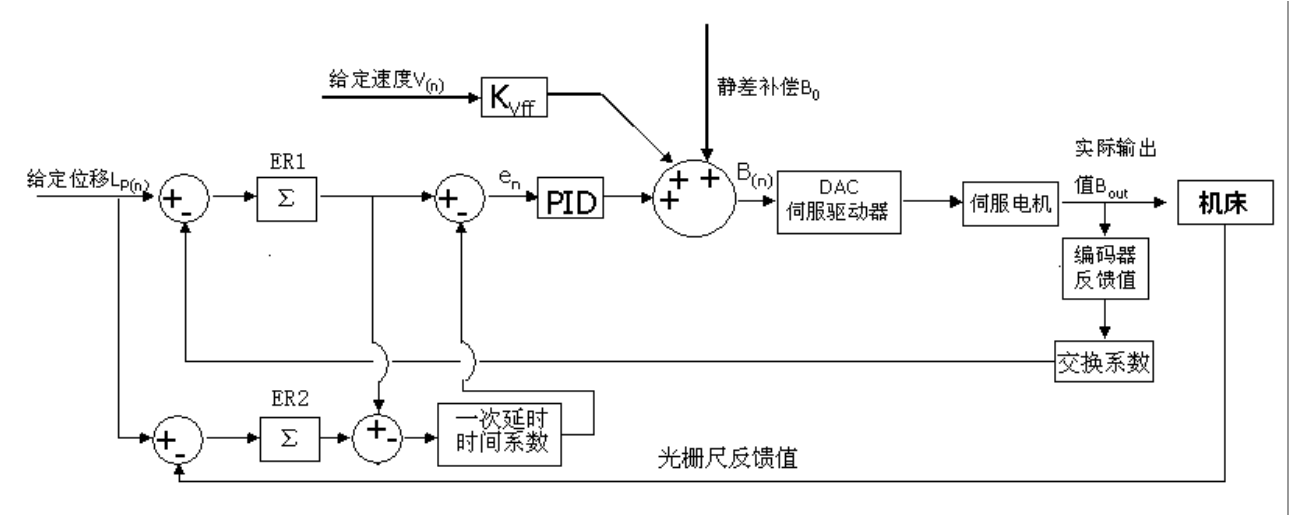 给定速度V(n)
Kvff
静差补偿B0
给定位移LP(n)
+
-
ER1
Σ
+
-
en
PID
+
+
+
B(n)
DAC
伺服驱动器
伺服电机
实际输出
值Bout
机床
编码器
反馈值
交换系数
ER2
+
-
Σ
+
-
一次延时
时间系数
光栅尺反馈值